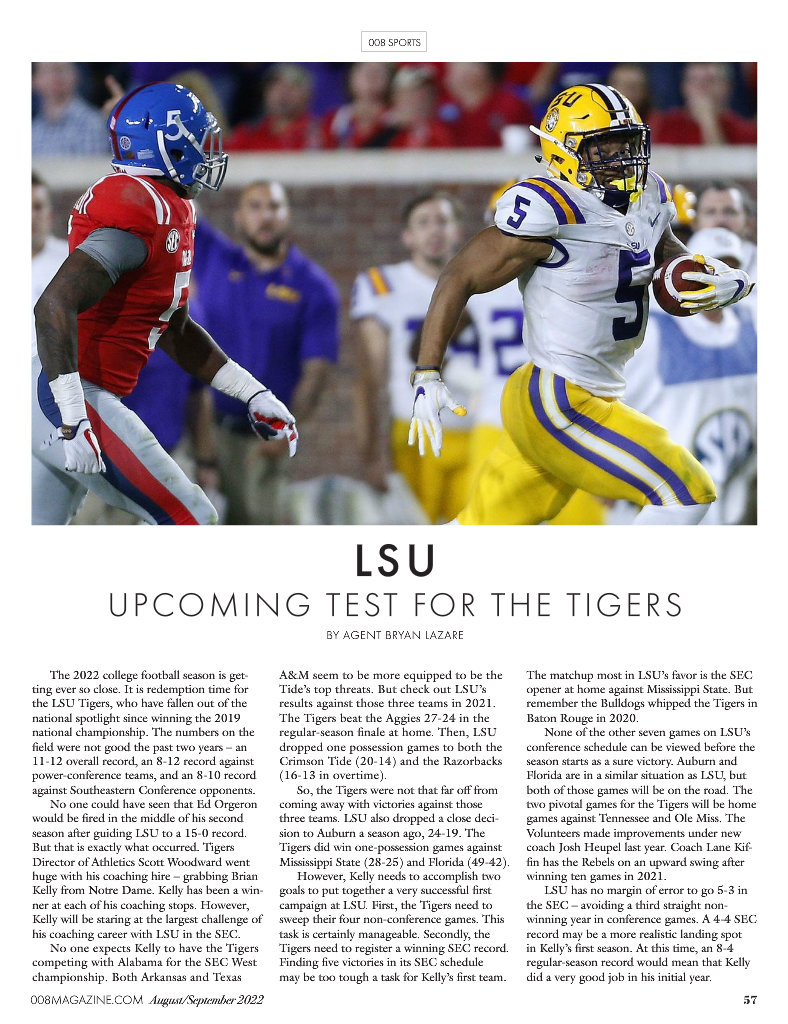 008 SPORTS
5
LSU
5
SEC
5
LSU
5
LSU
UPCOMING TEST FOR THE TIGERS
BY AGENT BRYAN LAZARE
The 2022 college football season is get-
ting ever so close. It is redemption time for
the LSU Tigers, who have fallen out of the
national spotlight since winning the 2019
national championship. The numbers on the
field were not good the past two years – an
11-12 overall record, an 8-12 record against
power-conference teams, and an 8-10 record
against Southeastern Conference opponents.
No one could have seen that Ed Orgeron
would be fired in the middle of his second
season after guiding LSU to a 15-0 record.
But that is exactly what occurred. Tigers
Director of Athletics Scott Woodward went
huge with his coaching hire – grabbing Brian
Kelly from Notre Dame. Kelly has been a win-
ner at each of his coaching stops. However,
Kelly will be staring at the largest challenge of
his coaching career with LSU in the SEC.
No one expects Kelly to have the Tigers
competing with Alabama for the SEC West
championship. Both Arkansas and Texas
A&M seem to be more equipped to be the
Tide's top threats. But check out LSU's
results against those three teams in 2021.
The Tigers beat the Aggies 27-24 in the
regular-season finale at home. Then, LSU
dropped one possession games to both the
Crimson Tide (20-14) and the Razorbacks
(16-13 in overtime).
So, the Tigers were not that far off from
coming away with victories against those
three teams. LSU also dropped a close deci-
sion to Auburn a season ago, 24-19. The
Tigers did win one-possession games against
Mississippi State (28-25) and Florida (49-42).
However, Kelly needs to accomplish two
goals to put together a very successful first
campaign at LSU. First, the Tigers need to
sweep their four non-conference games. This
task is certainly manageable. Secondly, the
Tigers need to register a winning SEC record.
Finding five victories in its SEC schedule
may be too tough a task for Kelly's first team.
The matchup most in LSU's favor is the SEC
opener at home against Mississippi State. But
remember the Bulldogs whipped the Tigers in
Baton Rouge in 2020.
None of the other seven games on LSU's
conference schedule can be viewed before the
season starts as a sure victory. Auburn and
Florida are in a similar situation as LSU, but
both of those games will be on the road. The
two pivotal games for the Tigers will be home
games against Tennessee and Ole Miss. The
Volunteers made improvements under new
coach Josh Heupel last year. Coach Lane Kif-
fin has the Rebels on an upward swing after
winning ten games in 2021.
LSU has no margin of error to go 5-3 in
the SEC – avoiding a third straight non-
winning year in conference games. A 4-4 SEC
record may be a more realistic landing spot
in Kelly's first season. At this time, an 8-4
regular-season record would mean that Kelly
did a very good job in his initial year.
008MAGAZINE.COM August/September 2022
57